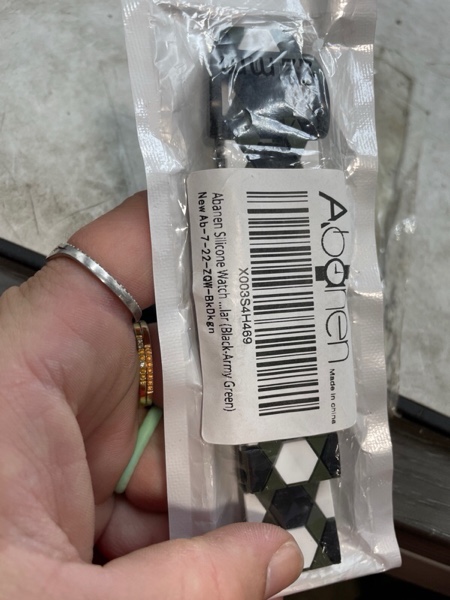 Abanen
Made in china
X003S4H469
Abanen Silicone Watch ...lar (Black-Army Green)
New Ab-7-22-ZQW-BkDkgn